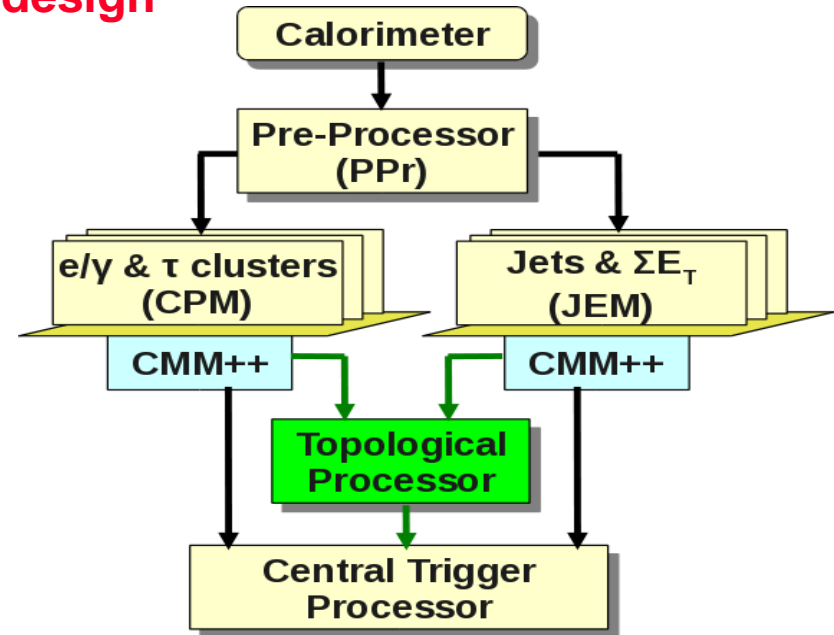 design
Calorimeter
Pre-Processor
(PPr)
e/γ & τ clusters
(CPM)
Jets & ΣE_T
(JEM)
CMM++
CMM++
Topological
Processor
Central Trigger
Processor